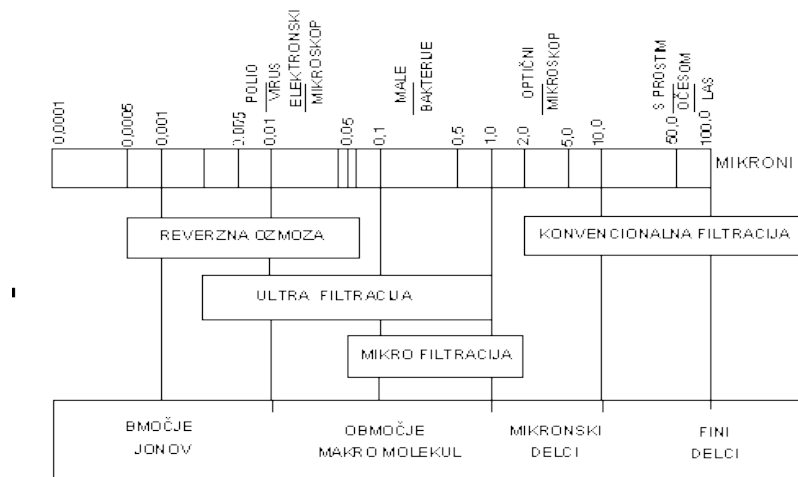 POLIO
VIRUS
ELEKTRONSKI
MIKROSKOP
MALE
BAKTERIJE
OPTIČNI
MIKROSKOP
S PROSTIM
OČESOM
LAS
0,0001
0,0005
0,001
0,005
0,01
0,05
0,1
0,5
1,0
2,0
5,0
10,0
50,0
100,0
MIKRONI
REVERZNA OZMOZA
KONVENCIONALNA FILTRACIJA
ULTRA FILTRACIJA
MIKRO FILTRACIJA
BMOČJE
JONOV
OBMOČJE
MAKRO MOLEKUL
MIKRONSKI
DELCI
FINI
DELCI